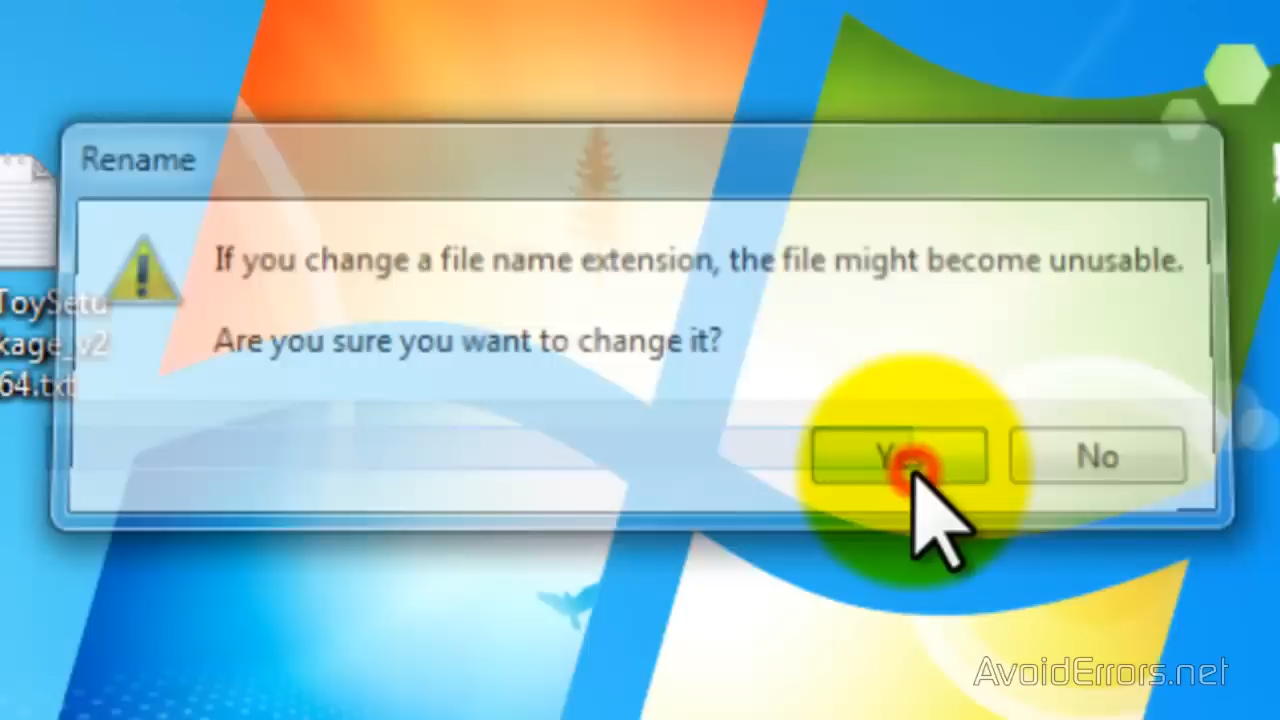 Rename
If you change a file name extension, the file might become unusable.
Are you sure you want to change it?
ToySetu
kage_v2
64.txt
No
AvoidErrors.net